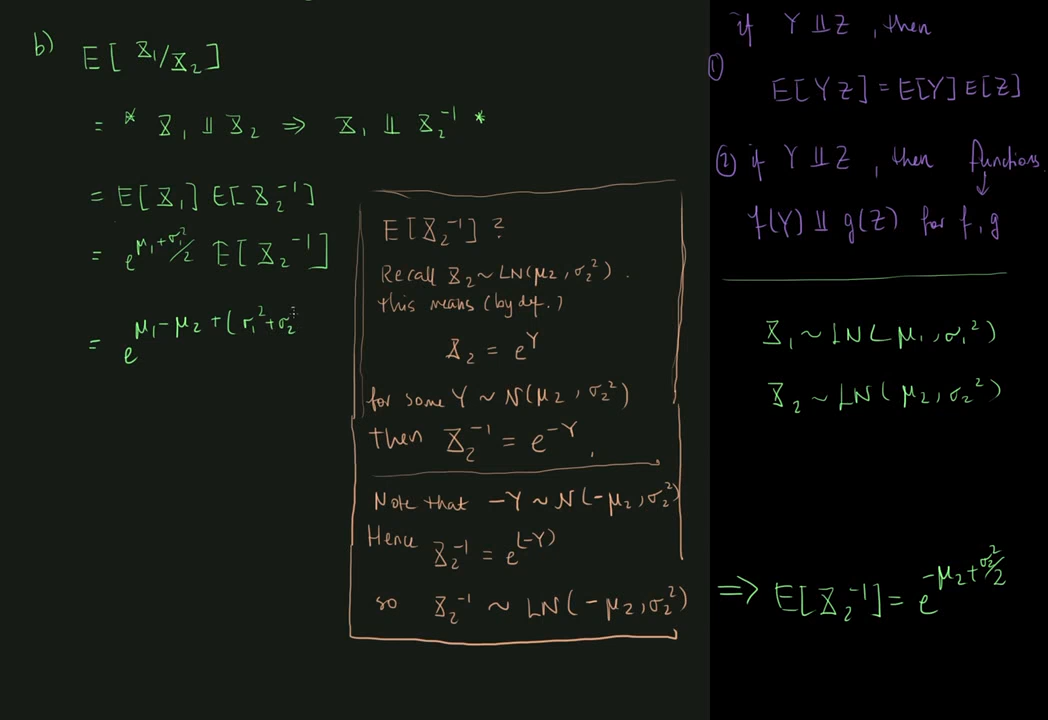 b) E[ X₁/X₂ ]
= * X₁ ⫫ X₂ ⇒ X₁ ⫫ X₂⁻¹ *
= E[X₁] E[X₂⁻¹]
= e^{μ₁+σ₁²/2} E[X₂⁻¹]
= e^{μ₁-μ₂+(σ₁²+σ₂²
E[X₂⁻¹] ?
Recall X₂ ~ LN(μ₂, σ₂²).
this means (by def.)
X₂ = e^Y
for some Y ~ N(μ₂, σ₂²)
then X₂⁻¹ = e^{-Y}.
Note that -Y ~ N(-μ₂, σ₂²)
Hence X₂⁻¹ = e^{(-Y)}
so X₂⁻¹ ~ LN(-μ₂, σ₂²)
if Y ⫫ Z, then
① E[YZ] = E[Y] E[Z]
② if Y ⫫ Z, then functions
↓
f(Y) ⫫ g(Z) for f, g
X₁ ~ LN(μ₁, σ₁²)
X₂ ~ LN(μ₂, σ₂²)
⇒ E[X₂⁻¹] = e^{-μ₂+σ₂²/2}